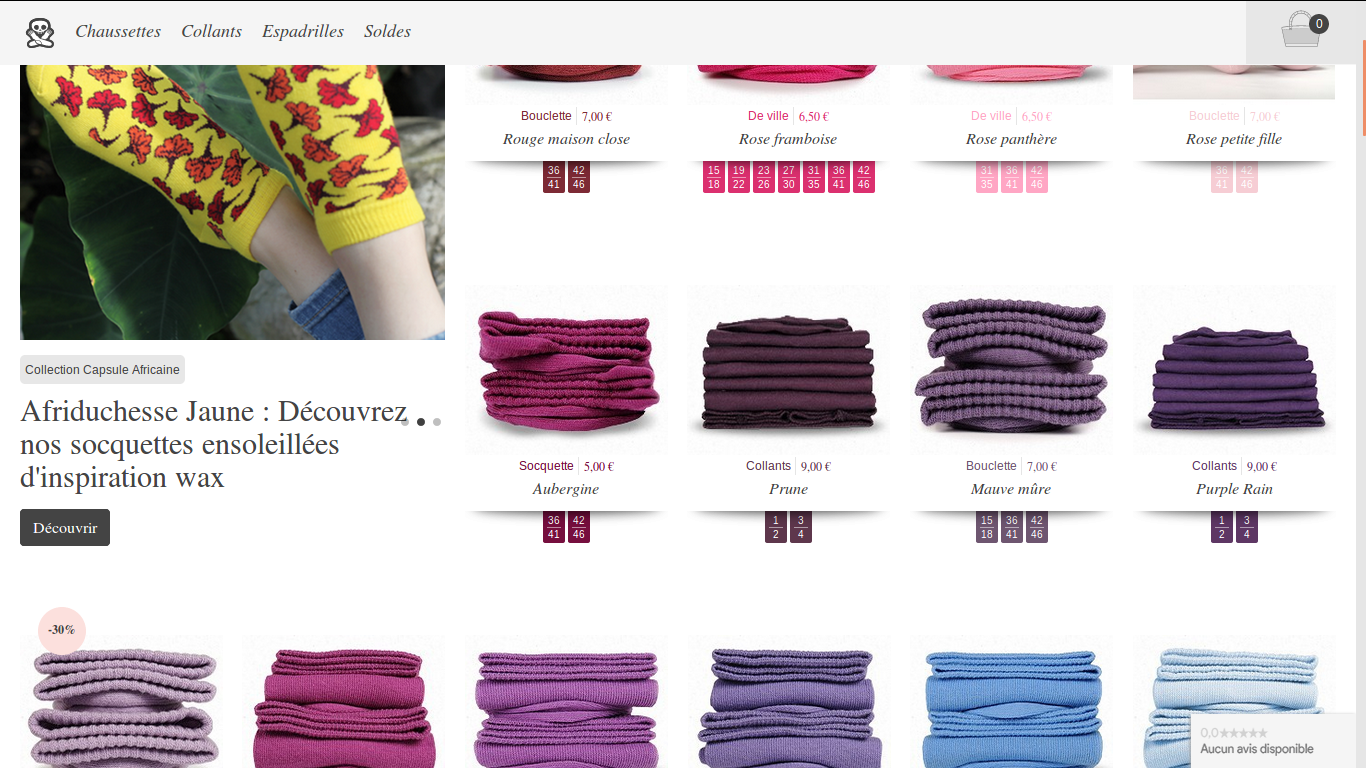 Chaussettes Collants Espadrilles Soldes
0
Bouclette 7,00 €
Rouge maison close
36 42
41 46
De ville 6,50 €
Rose framboise
15 19 23 27 31 36 42
18 22 26 30 35 41 46
De ville 6,50 €
Rose panthère
31 36 42
35 41 46
Bouclette 7,00 €
Rose petite fille
36 42
41 46
Collection Capsule Africaine
Afriduchesse Jaune : Découvrez
nos socquettes ensoleillées
d'inspiration wax
Découvrir
Socquette 5,00 €
Aubergine
36 42
41 46
Collants 9,00 €
Prune
1 3
2 4
Bouclette 7,00 €
Mauve mûre
15 36 42
18 41 46
Collants 9,00 €
Purple Rain
1 3
2 4
-30%
0,0★★★★★
Aucun avis disponible